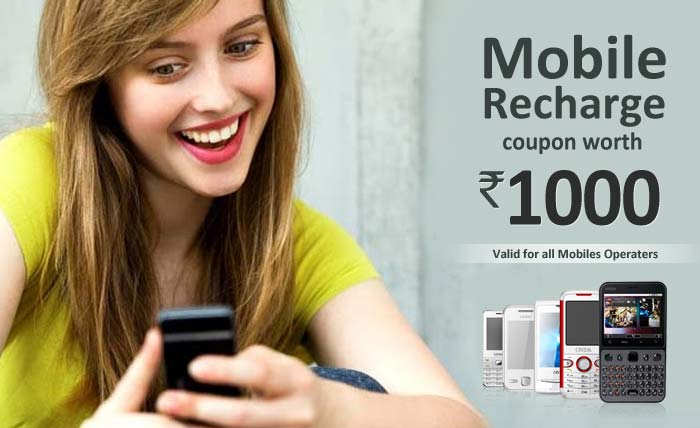 Mobile
Recharge
coupon worth
₹1000
Valid for all Mobiles Operaters